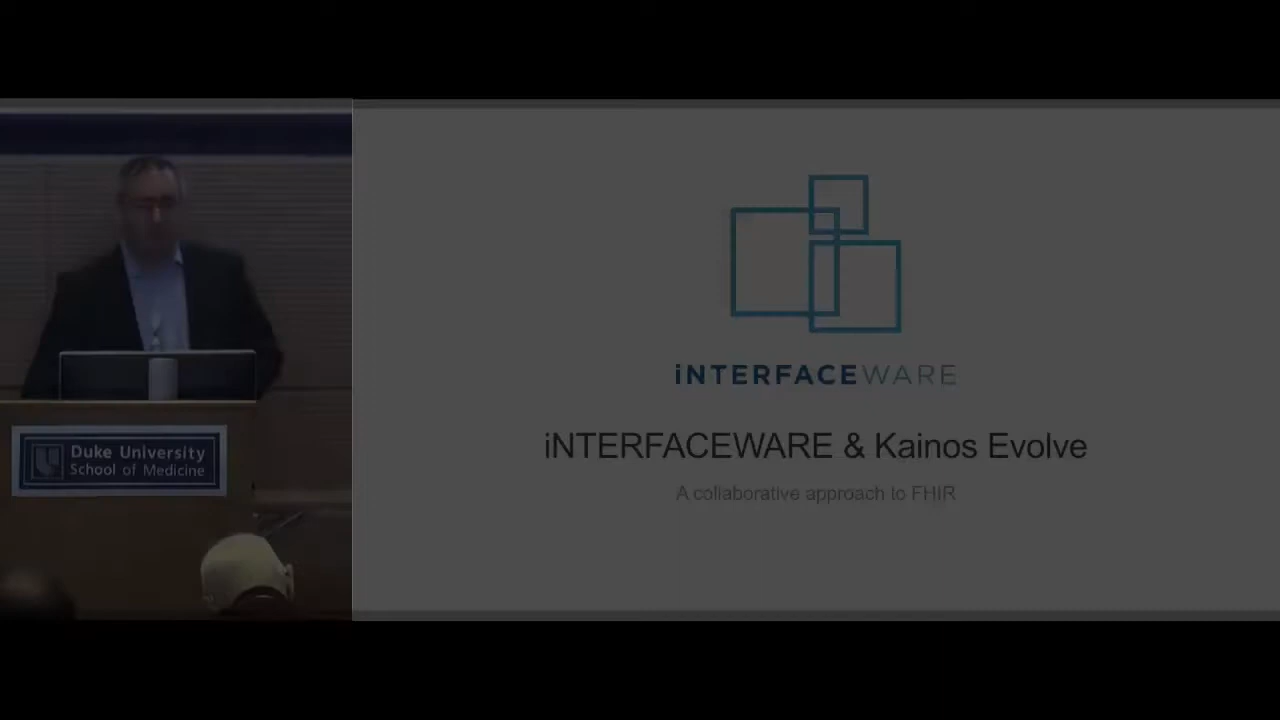 Duke University
School of Medicine
iNTERFACEWARE
iNTERFACEWARE & Kainos Evolve
A collaborative approach to FHIR